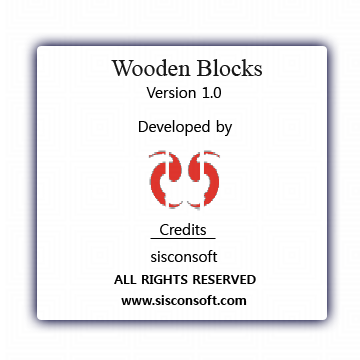 Wooden Blocks
Version 1.0
Developed by
Credits
sisconsoft
ALL RIGHTS RESERVED
www.sisconsoft.com